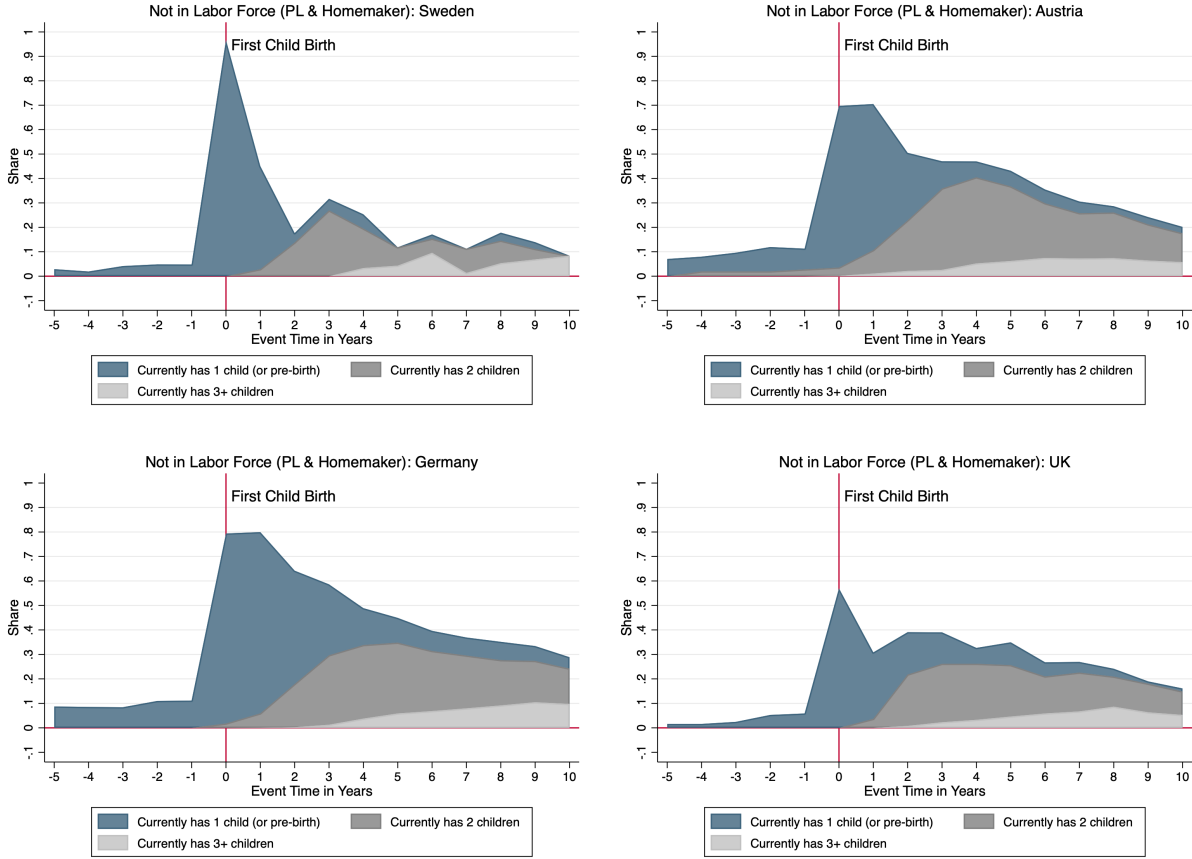 Not in Labor Force (PL & Homemaker): Sweden
First Child Birth
Share
1
.9
.8
.7
.6
.5
.4
.3
.2
.1
0
-.1
-5 -4 -3 -2 -1 0 1 2 3 4 5 6 7 8 9 10
Event Time in Years
Currently has 1 child (or pre-birth) Currently has 2 children
Currently has 3+ children
Not in Labor Force (PL & Homemaker): Austria
First Child Birth
Share
1
.9
.8
.7
.6
.5
.4
.3
.2
.1
0
-.1
-5 -4 -3 -2 -1 0 1 2 3 4 5 6 7 8 9 10
Event Time in Years
Currently has 1 child (or pre-birth) Currently has 2 children
Currently has 3+ children
Not in Labor Force (PL & Homemaker): Germany
First Child Birth
Share
1
.9
.8
.7
.6
.5
.4
.3
.2
.1
0
-.1
-5 -4 -3 -2 -1 0 1 2 3 4 5 6 7 8 9 10
Event Time in Years
Currently has 1 child (or pre-birth) Currently has 2 children
Currently has 3+ children
Not in Labor Force (PL & Homemaker): UK
First Child Birth
Share
1
.9
.8
.7
.6
.5
.4
.3
.2
.1
0
-.1
-5 -4 -3 -2 -1 0 1 2 3 4 5 6 7 8 9 10
Event Time in Years
Currently has 1 child (or pre-birth) Currently has 2 children
Currently has 3+ children